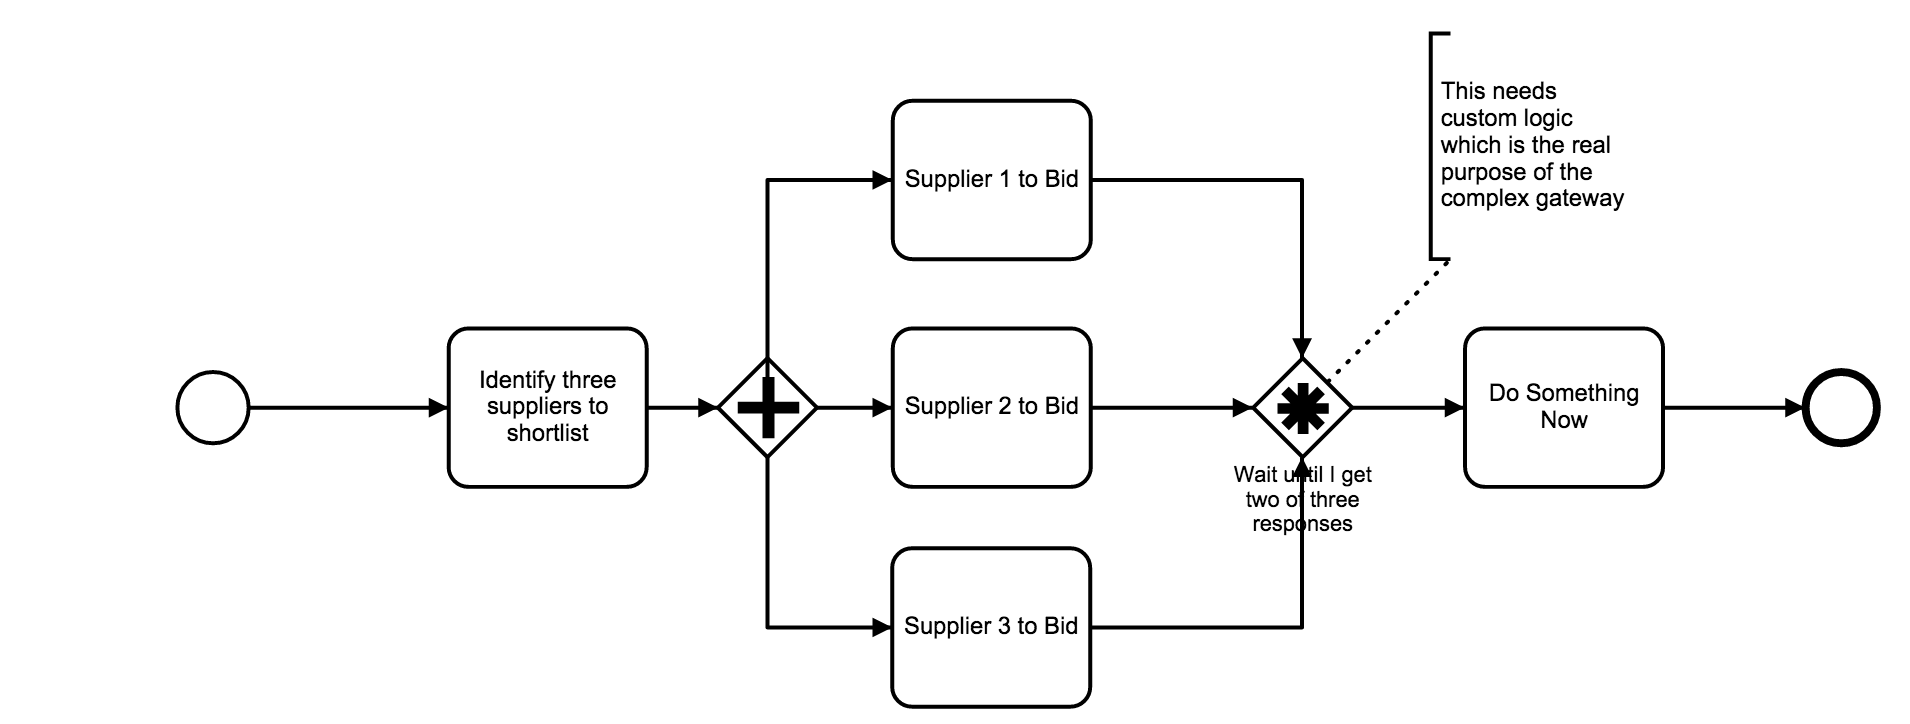 This needs
custom logic
which is the real
purpose of the
complex gateway
Supplier 1 to Bid
Identify three
suppliers to
shortlist
Supplier 2 to Bid
Do Something
Now
Wait until I get
two of three
responses
Supplier 3 to Bid